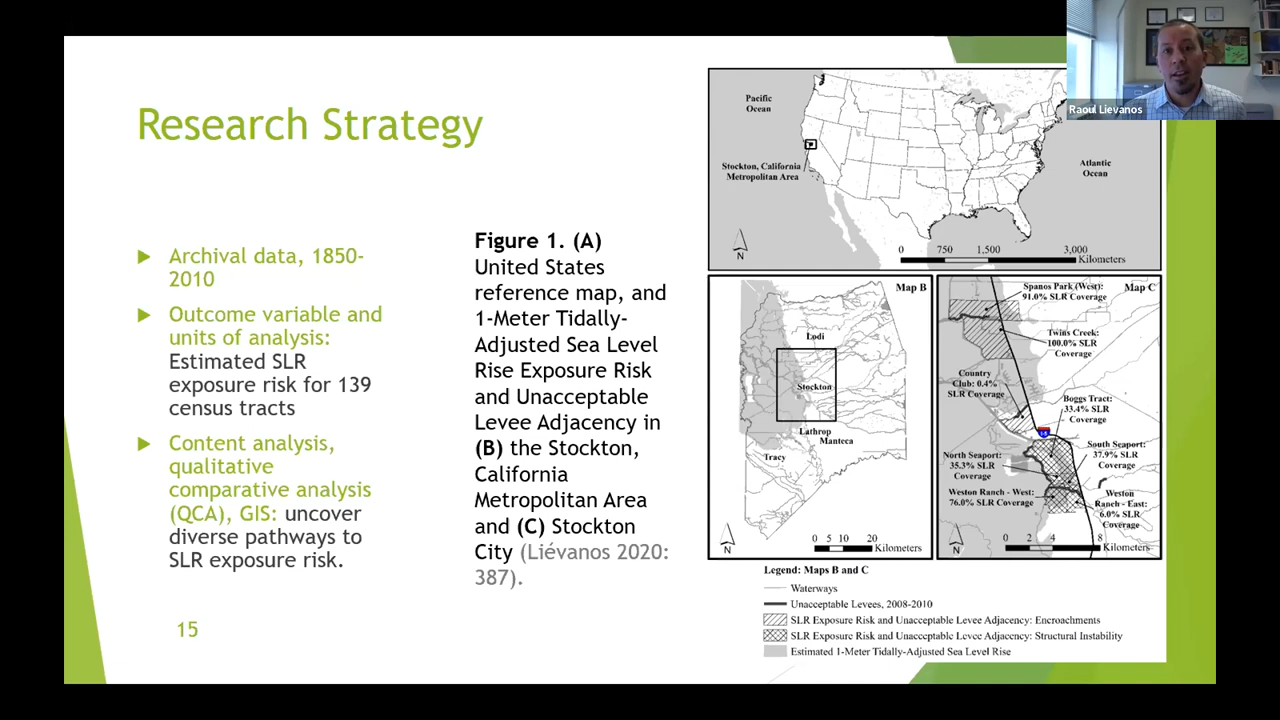 Research Strategy
Archival data, 1850-
2010
Outcome variable and
units of analysis:
Estimated SLR
exposure risk for 139
census tracts
Content analysis,
qualitative
comparative analysis
(QCA), GIS: uncover
diverse pathways to
SLR exposure risk.
15
Figure 1. (A)
United States
reference map, and
1-Meter Tidally-
Adjusted Sea Level
Rise Exposure Risk
and Unacceptable
Levee Adjacency in
(B) the Stockton,
California
Metropolitan Area
and (C) Stockton
City (Liévanos 2020:
387).
Raoul Lievanos
Pacific
Ocean
Stockton, California
Metropolitan Area
Atlantic
Ocean
N
0 750 1,500 3,000
Kilometers
Map B
Lodi
Stockton
Lathrop
Manteca
Tracy
N
0 5 10 20
Kilometers
Map C
Spanos Park (West):
91.0% SLR Coverage
Twins Creek:
100.0% SLR
Coverage
Country
Club: 0.4%
SLR Coverage
Boggs Tract:
33.4% SLR
Coverage
South Seaport:
37.9% SLR
Coverage
North Seaport:
35.3% SLR
Coverage
Weston Ranch - West:
76.0% SLR Coverage
Weston
Ranch - East:
6.0% SLR
Coverage
N
0 2 4 8
Kilometers
Legend: Maps B and C
Waterways
Unacceptable Levees, 2008-2010
SLR Exposure Risk and Unacceptable Levee Adjacency: Encroachments
SLR Exposure Risk and Unacceptable Levee Adjacency: Structural Instability
Estimated 1-Meter Tidally-Adjusted Sea Level Rise